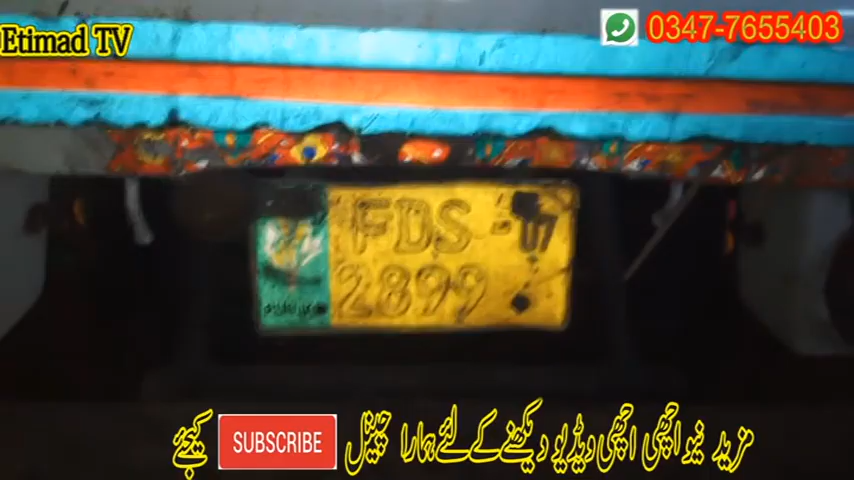 Etimad TV
0347-7655403
FDS - 07
2899
مزید نیو اچھی اچھی ویڈیو دیکھنے کے لئے ہمارا چینل SUBSCRIBE کیجئے